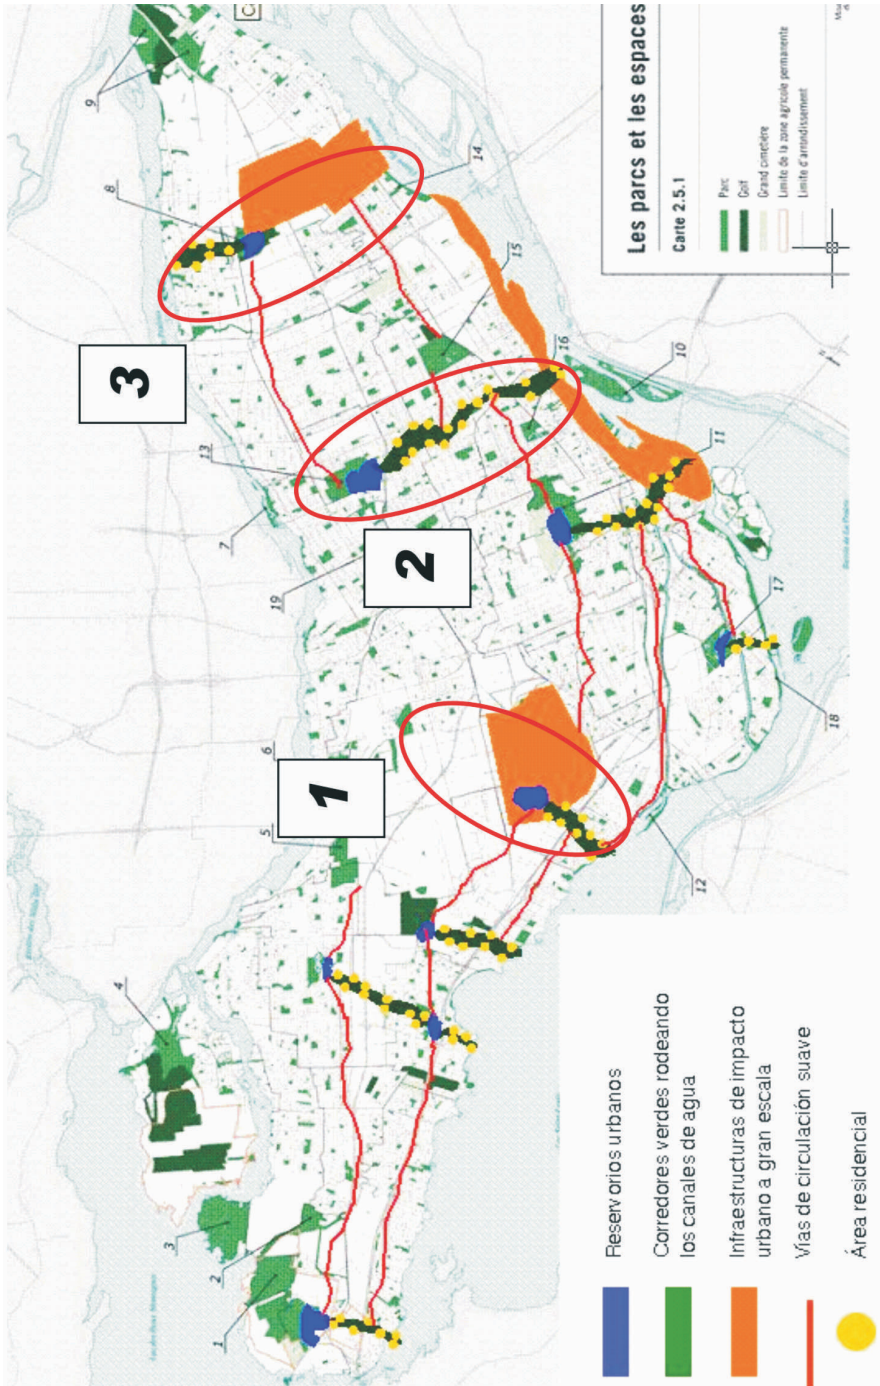 Les parcs et les espaces
Carte 2.5.1
Parc
Golf
Grand cimetière
Limite de la zone agricole permanente
Limite d'arrondissement
1
2
3
4
5
6
7
8
9
10
11
12
13
14
15
16
17
18
19
1
2
3
Reservorios urbanos
Corredores verdes rodeando
los canales de agua
Infraestructuras de impacto
urbano a gran escala
Vías de circulación suave
Área residencial